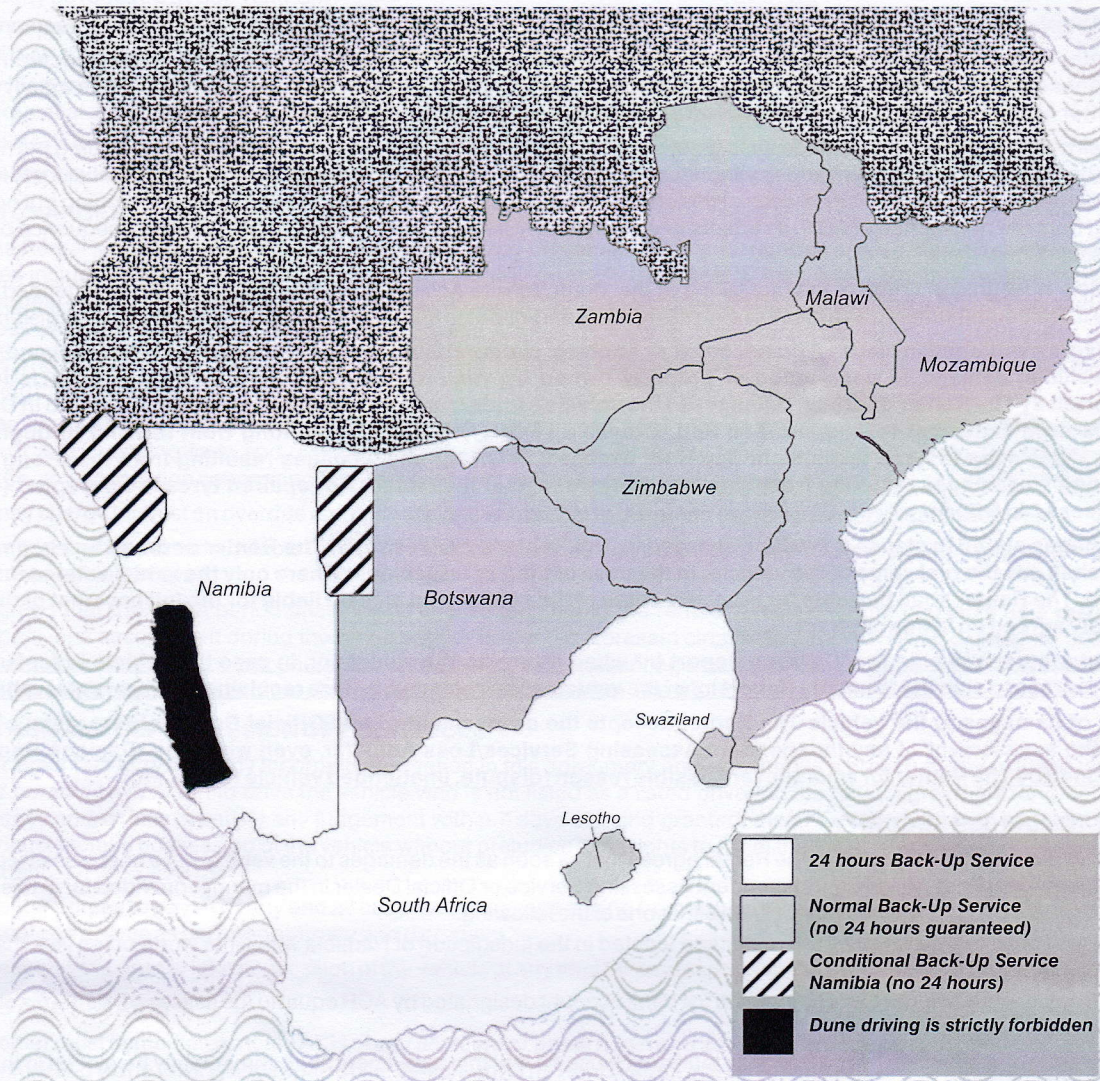 Zambia
Malawi
Mozambique
Zimbabwe
Namibia
Botswana
Swaziland
Lesotho
South Africa
24 hours Back-Up Service
Normal Back-Up Service
(no 24 hours guaranteed)
Conditional Back-Up Service
Namibia (no 24 hours)
Dune driving is strictly forbidden